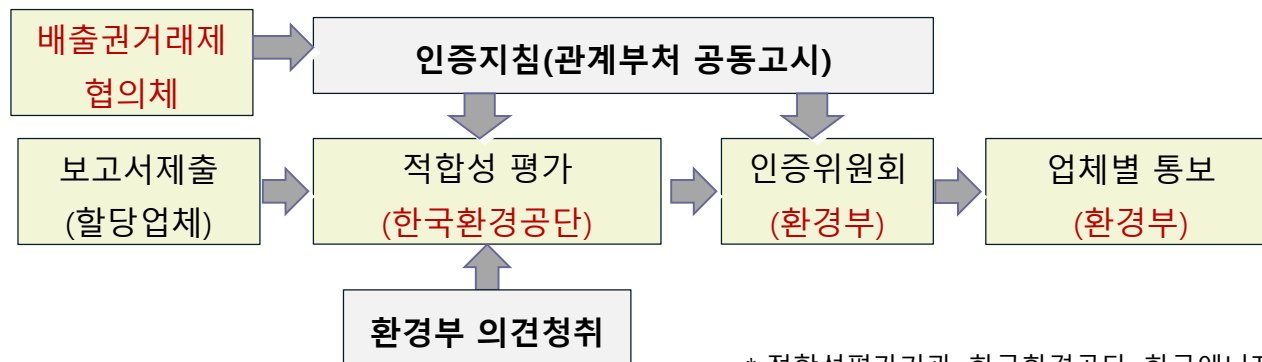 배출권거래제
협의체
인증지침(관계부처 공동고시)
보고서제출
(할당업체)
적합성 평가
(한국환경공단)
인증위원회
(환경부)
업체별 통보
(환경부)
환경부 의견청취